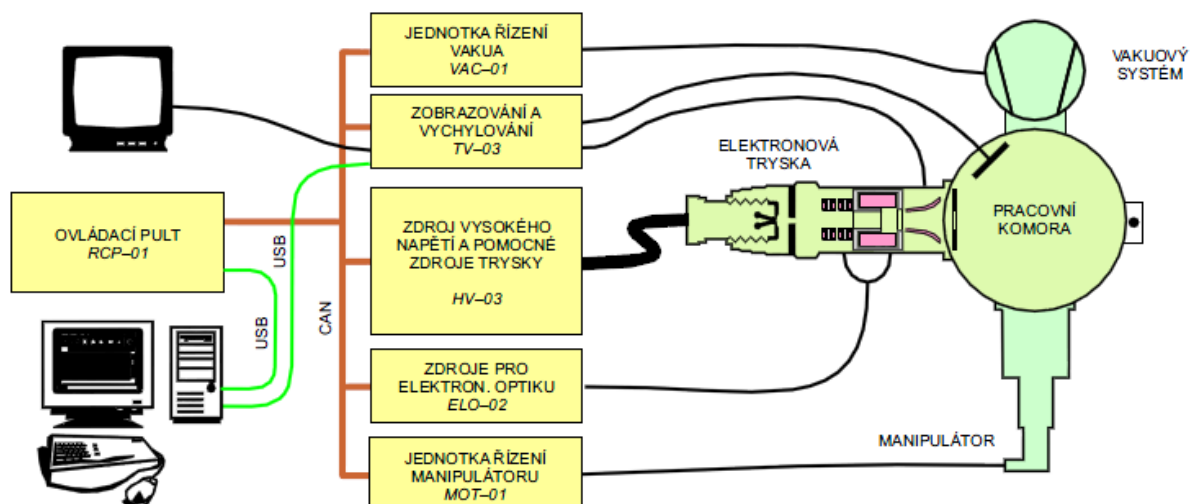 JEDNOTKA ŘÍZENÍ
VAKUA
VAC–01
ZOBRAZOVÁNÍ A
VYCHYLOVÁNÍ
TV–03
ZDROJ VYSOKÉHO
NAPĚTÍ A POMOCNÉ
ZDROJE TRYSKY
HV–03
ZDROJE PRO
ELEKTRON. OPTIKU
ELO–02
JEDNOTKA ŘÍZENÍ
MANIPULÁTORU
MOT–01
OVLÁDACÍ PULT
RCP–01
USB
USB
CAN
ELEKTRONOVÁ
TRYSKA
VAKUOVÝ
SYSTÉM
PRACOVNÍ
KOMORA
MANIPULÁTOR